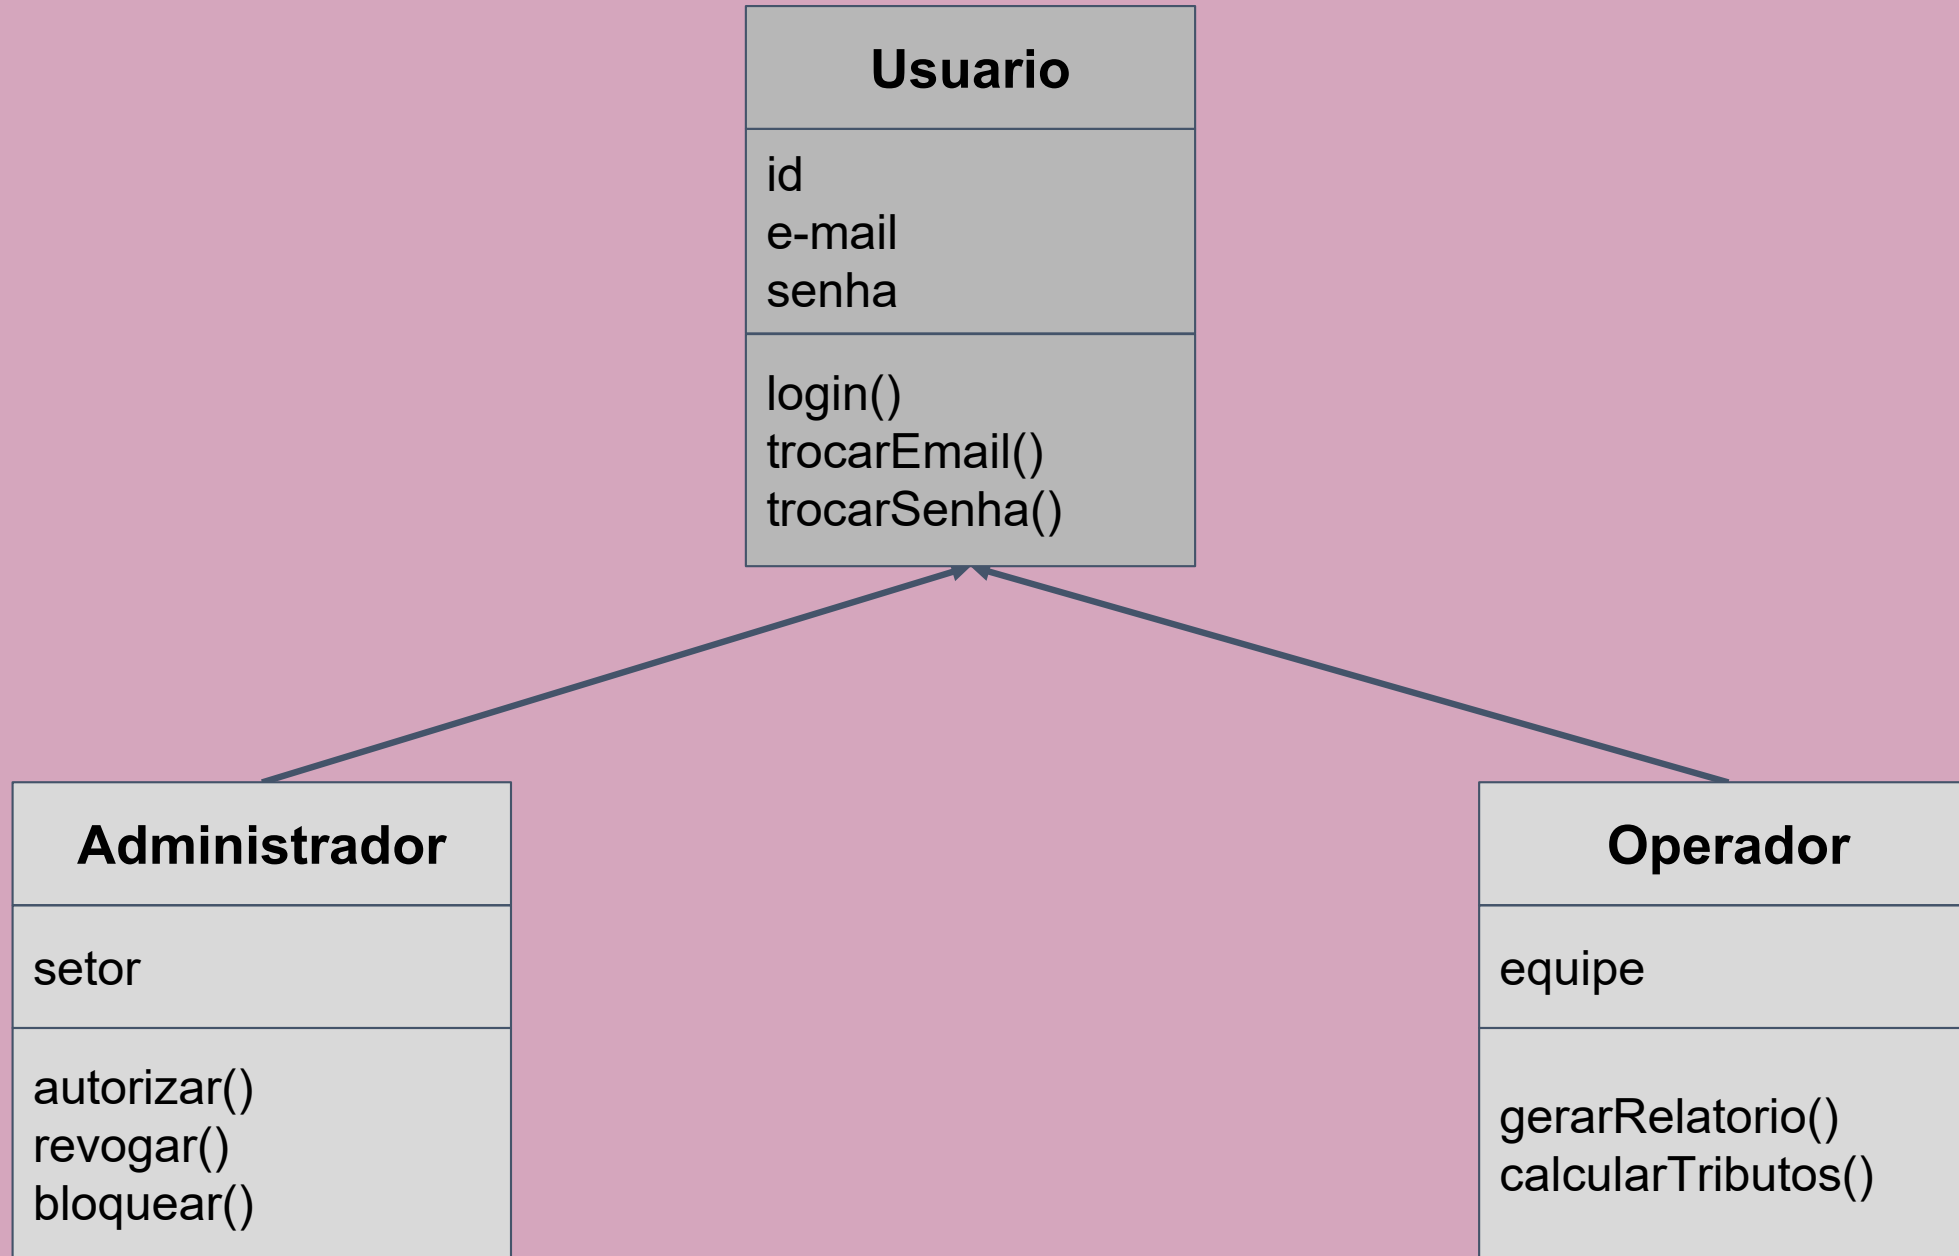 Usuario
id
e-mail
senha
login()
trocarEmail()
trocarSenha()
Administrador
setor
autorizar()
revogar()
bloquear()
Operador
equipe
gerarRelatorio()
calcularTributos()